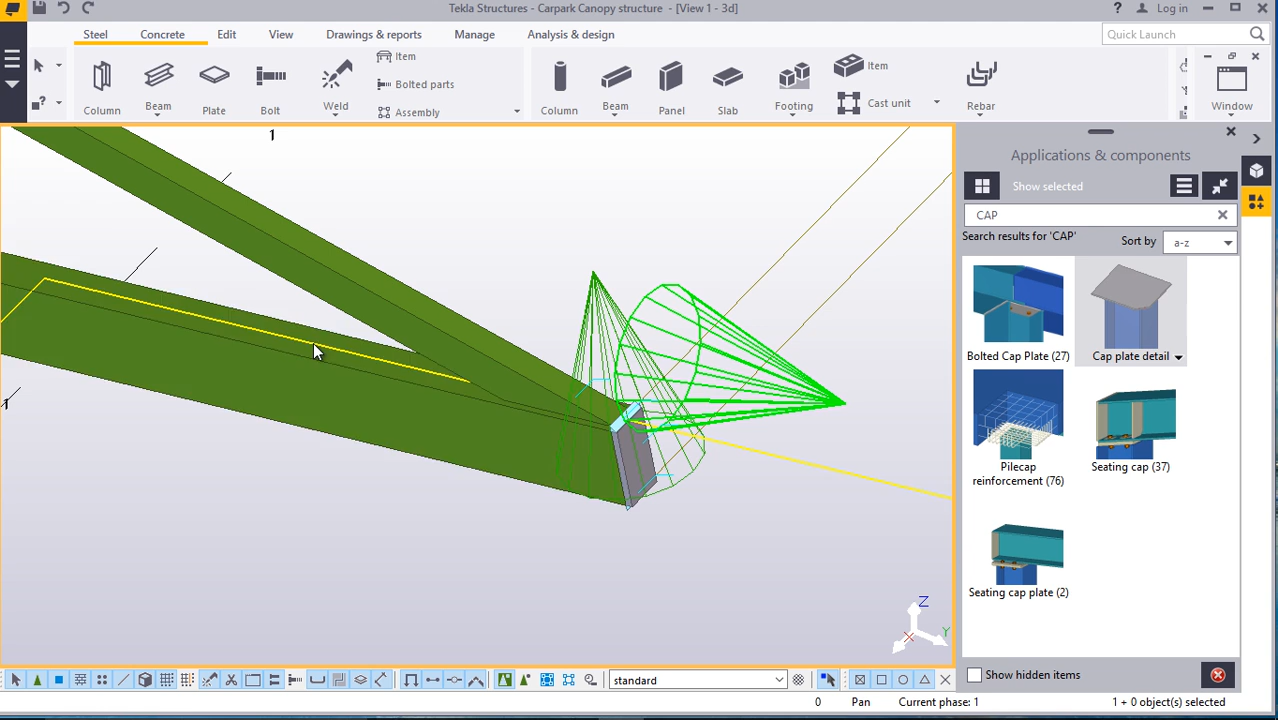 Tekla Structures - Carpark Canopy structure - [View 1 - 3d]
? Log in
Steel Concrete Edit View Drawings & reports Manage Analysis & design Quick Launch
Column Beam Plate Bolt Weld
Item
Bolted parts
Assembly
Column Beam Panel Slab Footing
Item
Cast unit
Rebar Window
1
1
Z
Y
Applications & components
Show selected
CAP
Search results for 'CAP' Sort by a-z
Bolted Cap Plate (27) Cap plate detail
Pilecap
reinforcement (76)
Seating cap (37)
Seating cap plate (2)
Show hidden items
standard
0 Pan Current phase: 1 1 + 0 object(s) selected